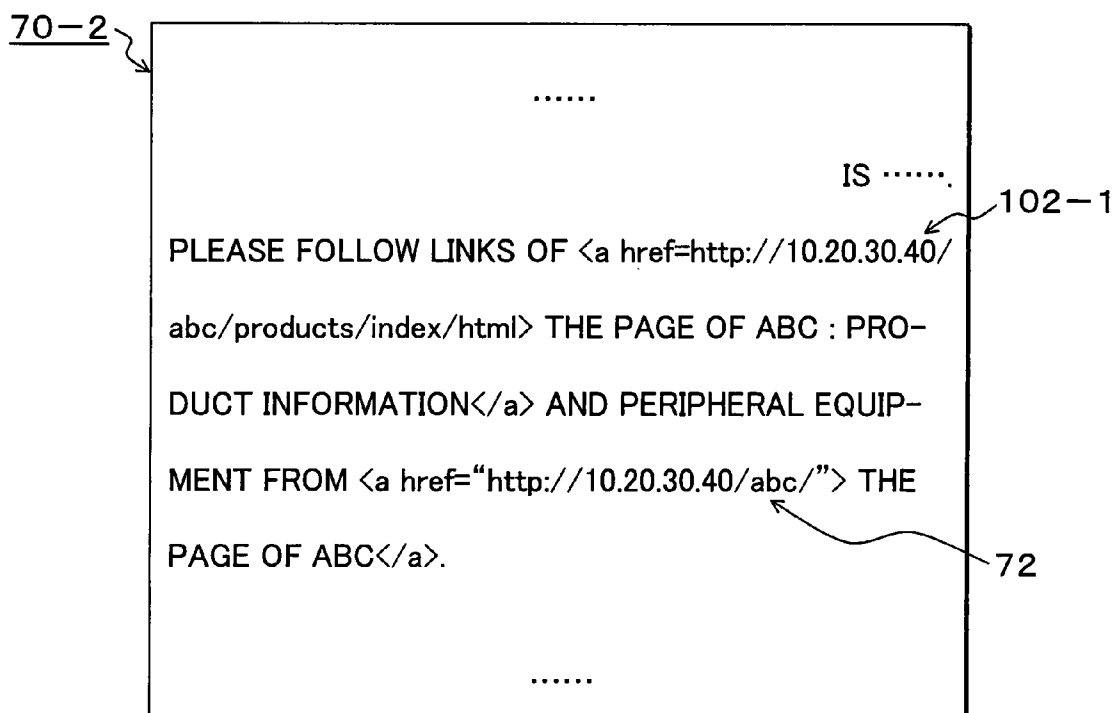 70-2
......
IS ......
102-1
PLEASE FOLLOW LINKS OF <a href=http://10.20.30.40/
abc/products/index/html> THE PAGE OF ABC : PRO-
DUCT INFORMATION</a> AND PERIPHERAL EQUIP-
MENT FROM <a href=“http://10.20.30.40/abc/”> THE
PAGE OF ABC</a>.
72
......